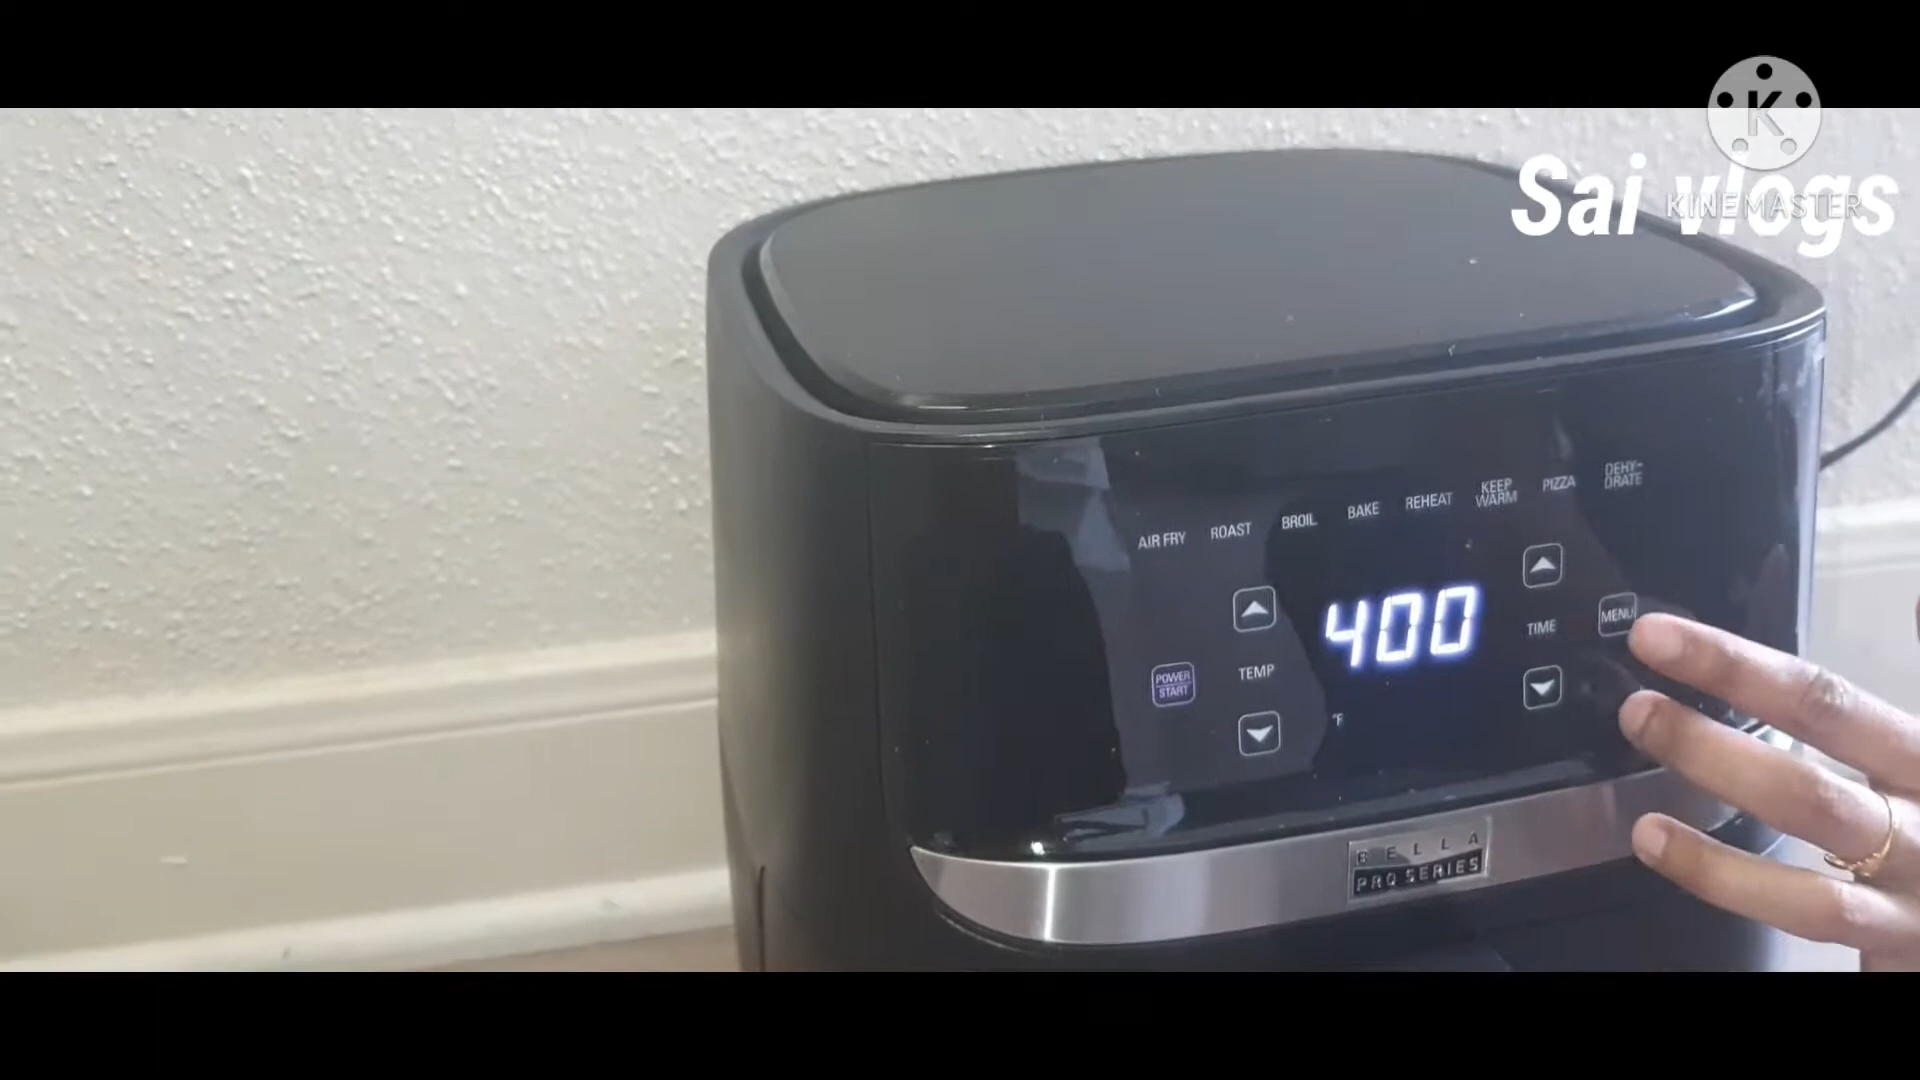 K
KINEMASTER
Sai vlogs
AIR FRY
ROAST
BROIL
BAKE
REHEAT
KEEP
WARM
PIZZA
DEHY-
DRATE
400
TEMP
TIME
MENU
POWER
START
°F
BELLA
PRO SERIES